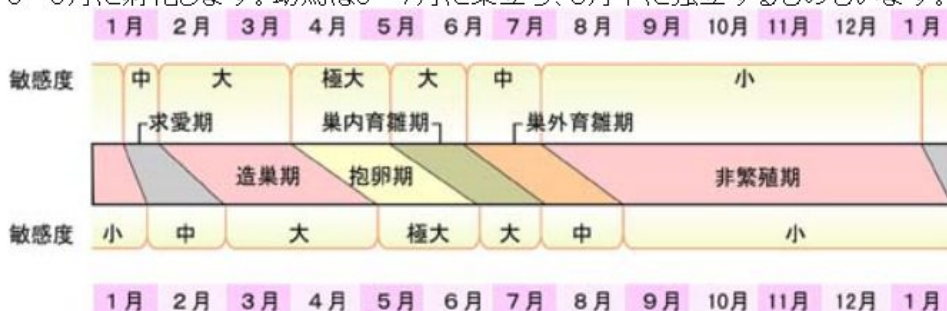 1月 2月 3月 4月 5月 6月 7月 8月 9月 10月 11月 12月 1月
敏感度 中 大 極大 大 中 小
求愛期 巣内育雛期 巣外育雛期
造巣期 抱卵期 非繁殖期
敏感度 小 中 大 極大 大 中 小
1月 2月 3月 4月 5月 6月 7月 8月 9月 10月 11月 12月 1月